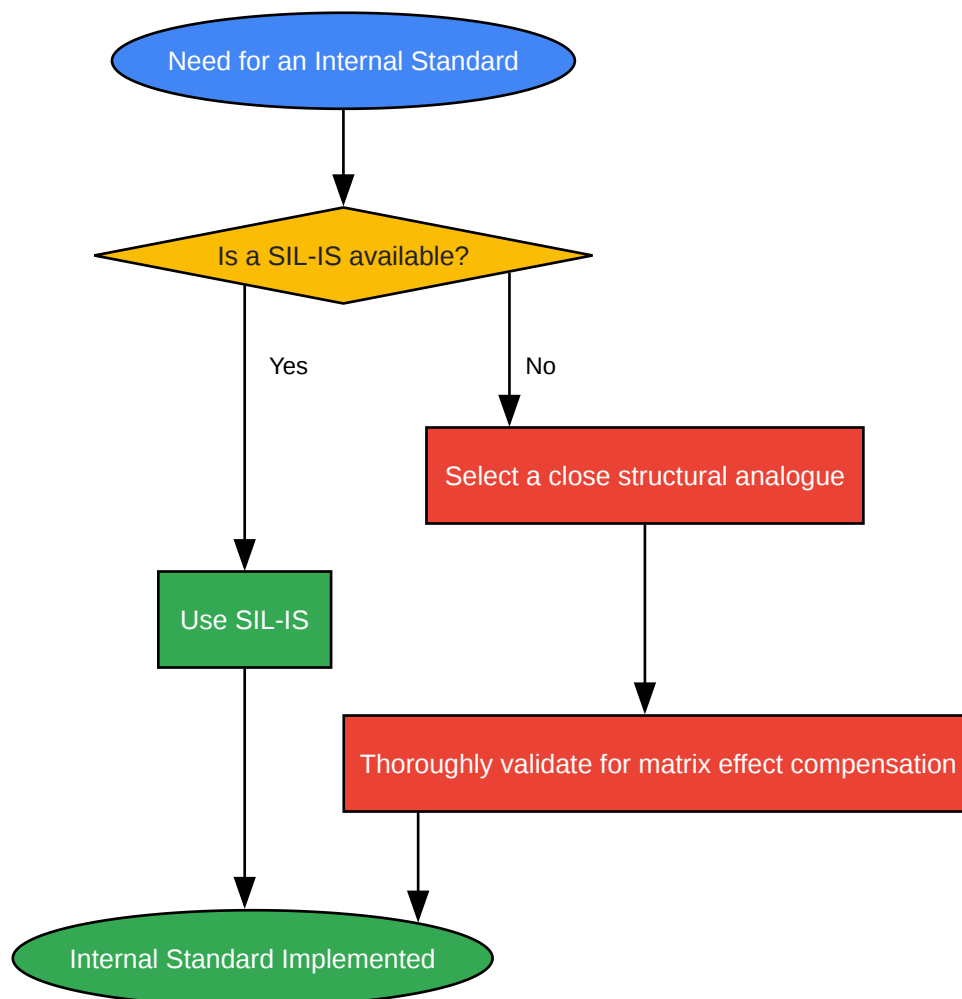 Need for an Internal Standard
Is a SIL-IS available?
Yes
No
Select a close structural analogue
Use SIL-IS
Thoroughly validate for matrix effect compensation
Internal Standard Implemented